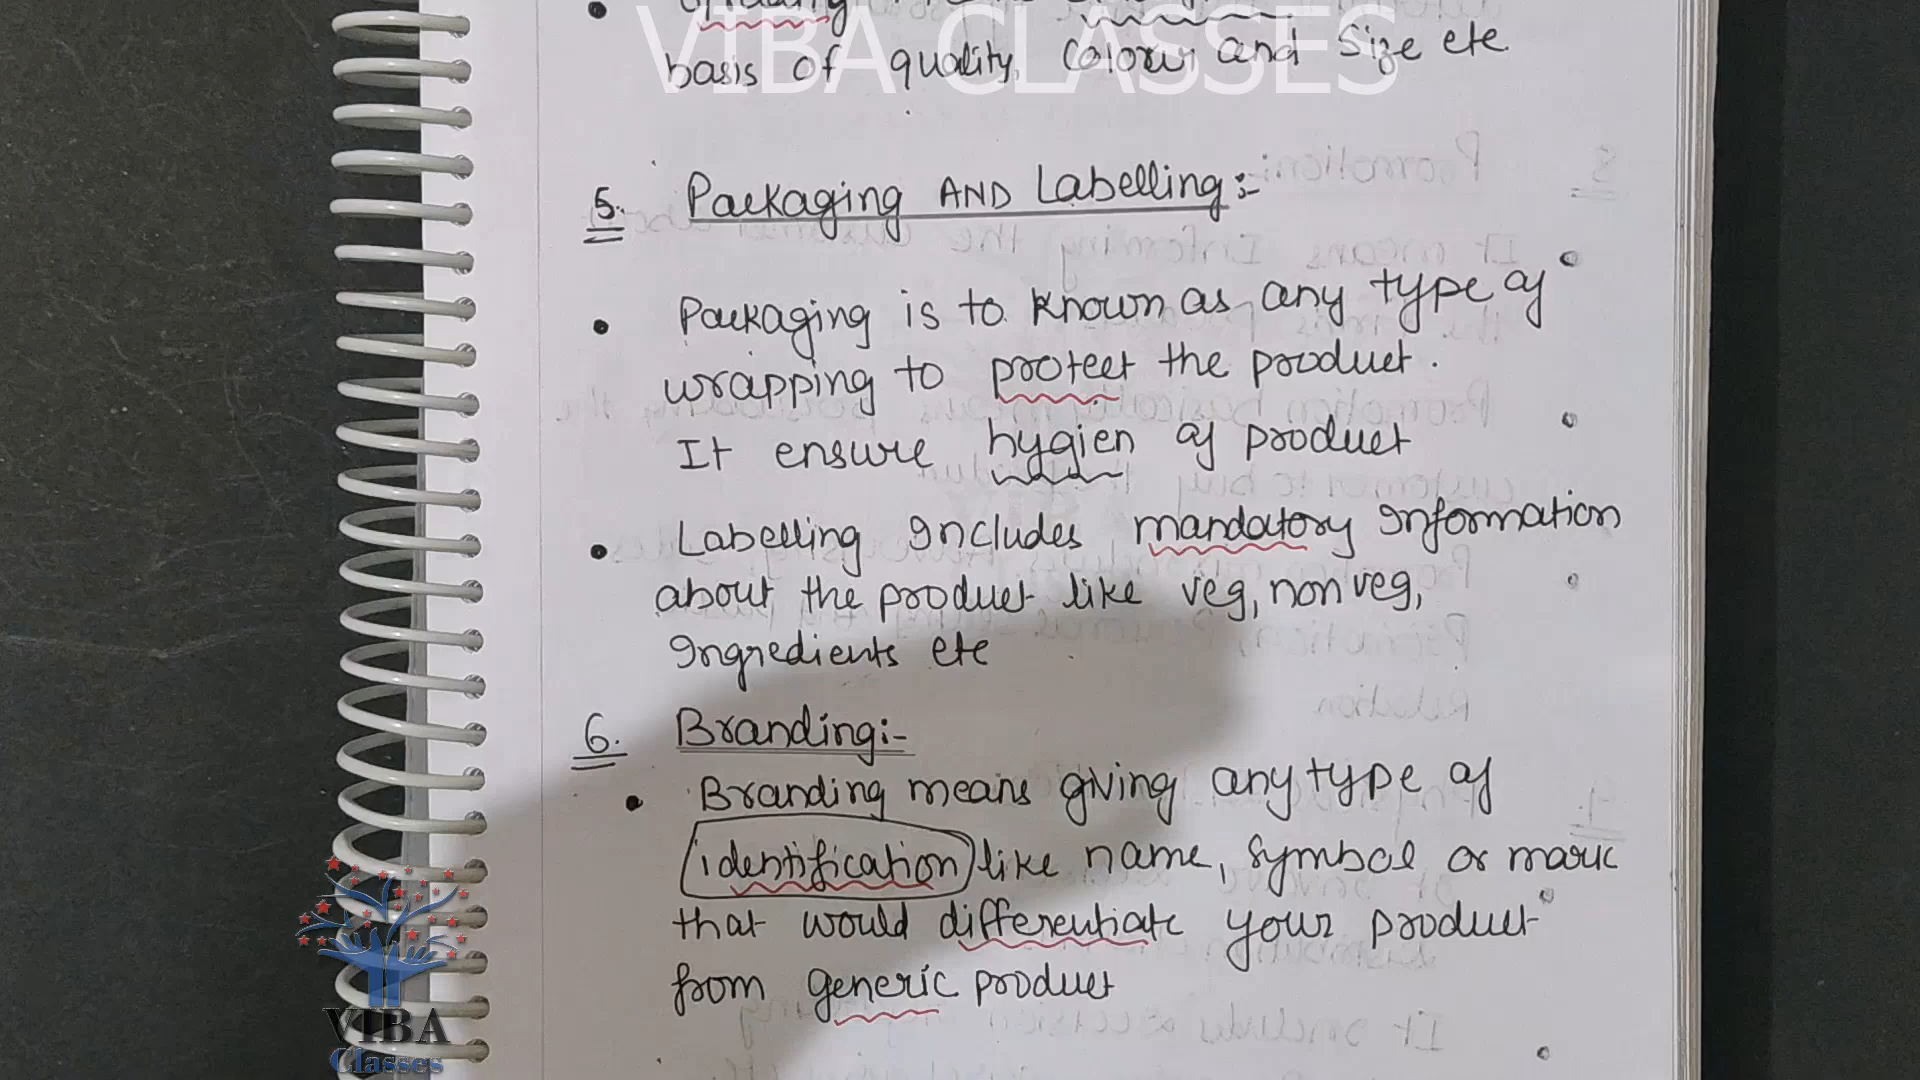 VIBA CLASSES
basis of quality, colour and Size etc.
5. Packaging AND Labelling :-
• Packaging is to known as any type of
wrapping to protect the product.
It ensure hygien of product
• Labelling Includes mandatory Information
about the product like veg, non veg,
Ingredients etc
6. Branding:-
• Branding means giving any type of
identification like name, Symbol or mark
that would differentiate your product
from generic product
VIBA
Classes